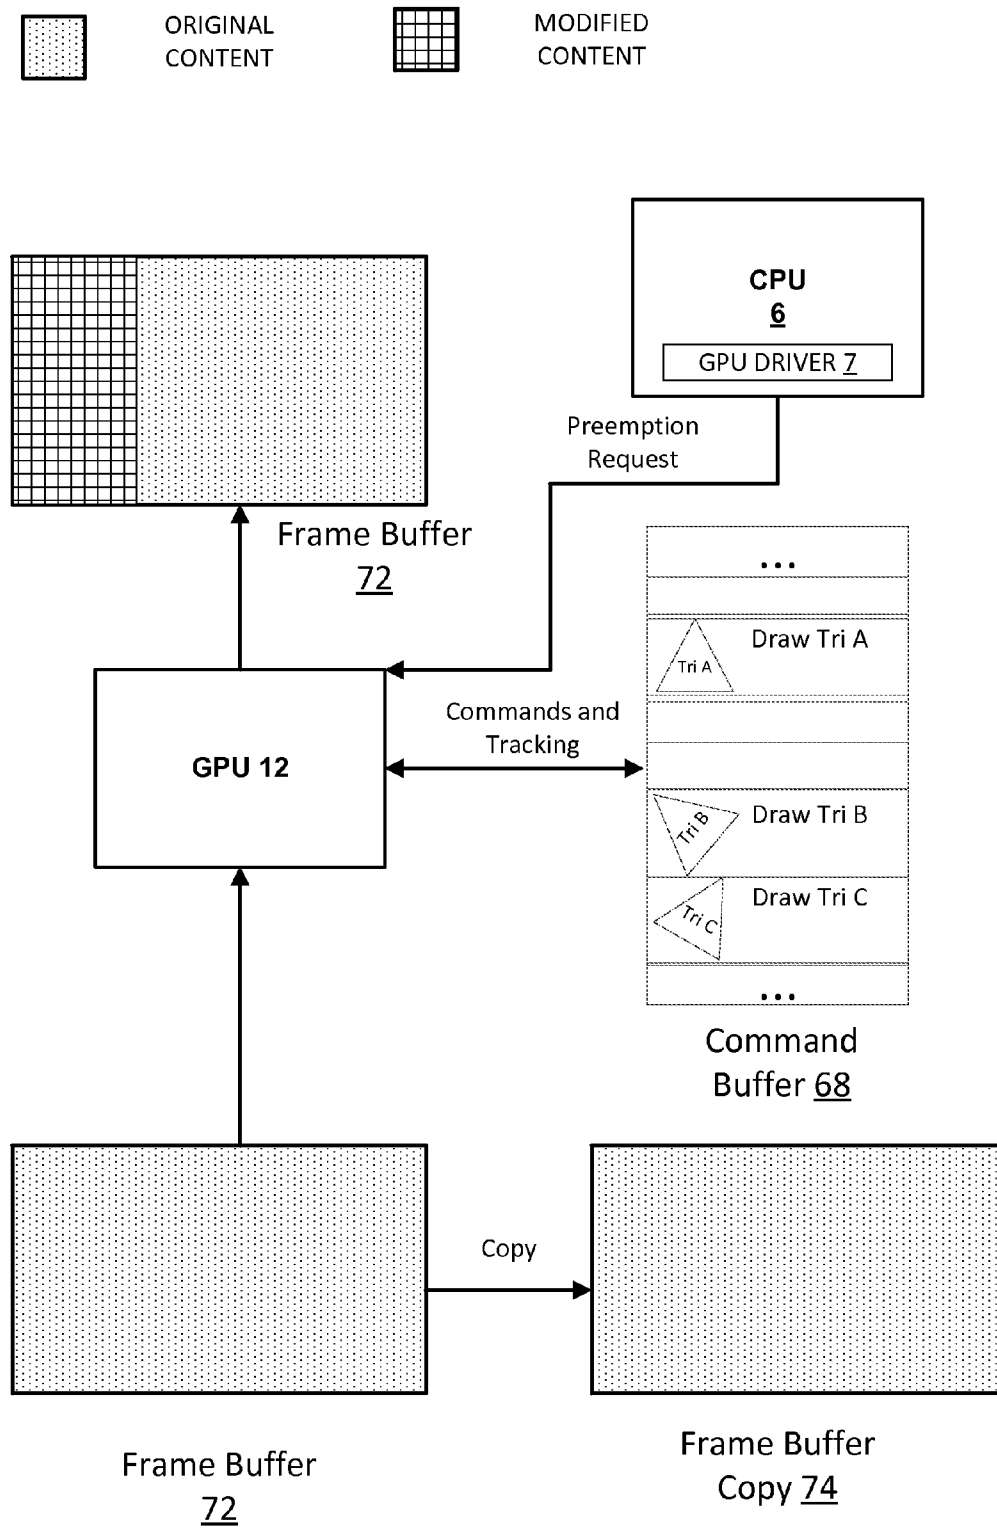 ORIGINAL
CONTENT
MODIFIED
CONTENT
CPU
6
GPU DRIVER 7
Preemption
Request
Frame Buffer
72
...
Draw Tri A
Tri A
Commands and
Tracking
GPU 12
Draw Tri B
Tri B
Draw Tri C
Tri C
...
Command
Buffer 68
Copy
Frame Buffer
72
Frame Buffer
Copy 74